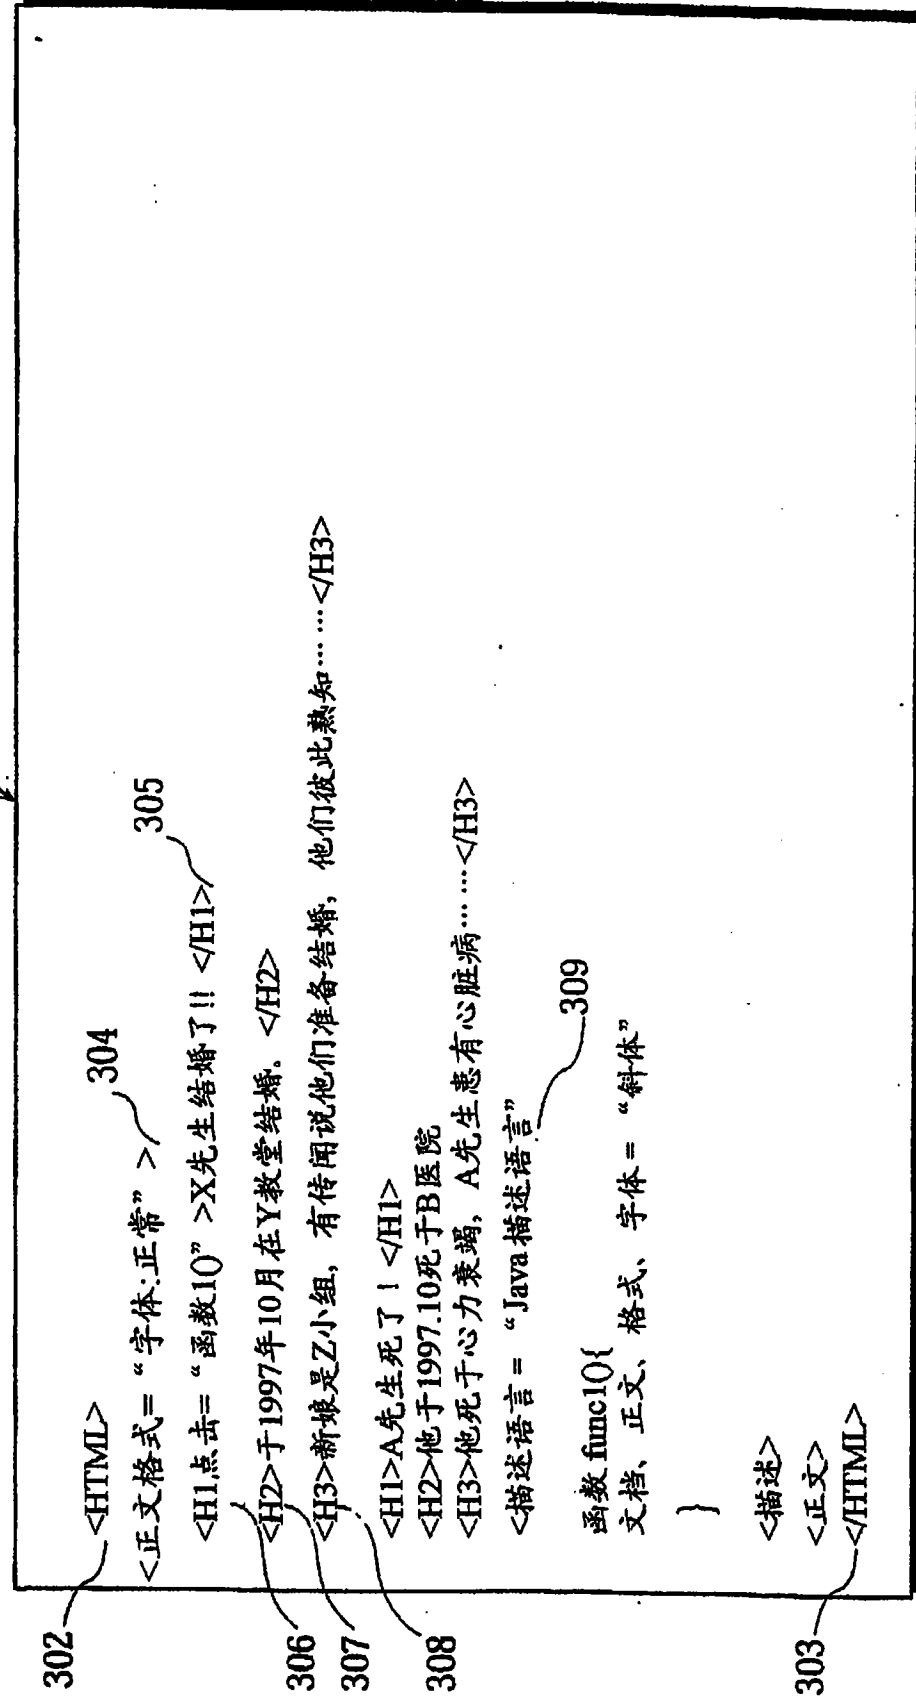 302
<HTML>
304
<正文格式= “字体:正常” >
305
<H1点击= “函数1()” >X先生结婚了!! </H1>
306
<H2>于1997年10月在Y教堂结婚。</H2>
307
<H3>新娘是Z小组, 有传闻说他们准备结婚, 他们彼此熟知……</H3>
308
<H1>A先生死了! </H1>
<H2>他于1997.10死于B医院
<H3>他死于心力衰竭, A先生患有心脏病……</H3>
<描述语言= “Java描述语言”
309
函数 func1(){
文档、正文、格式、字体= “斜体”
}
<描述>
<正文>
</HTML>
303